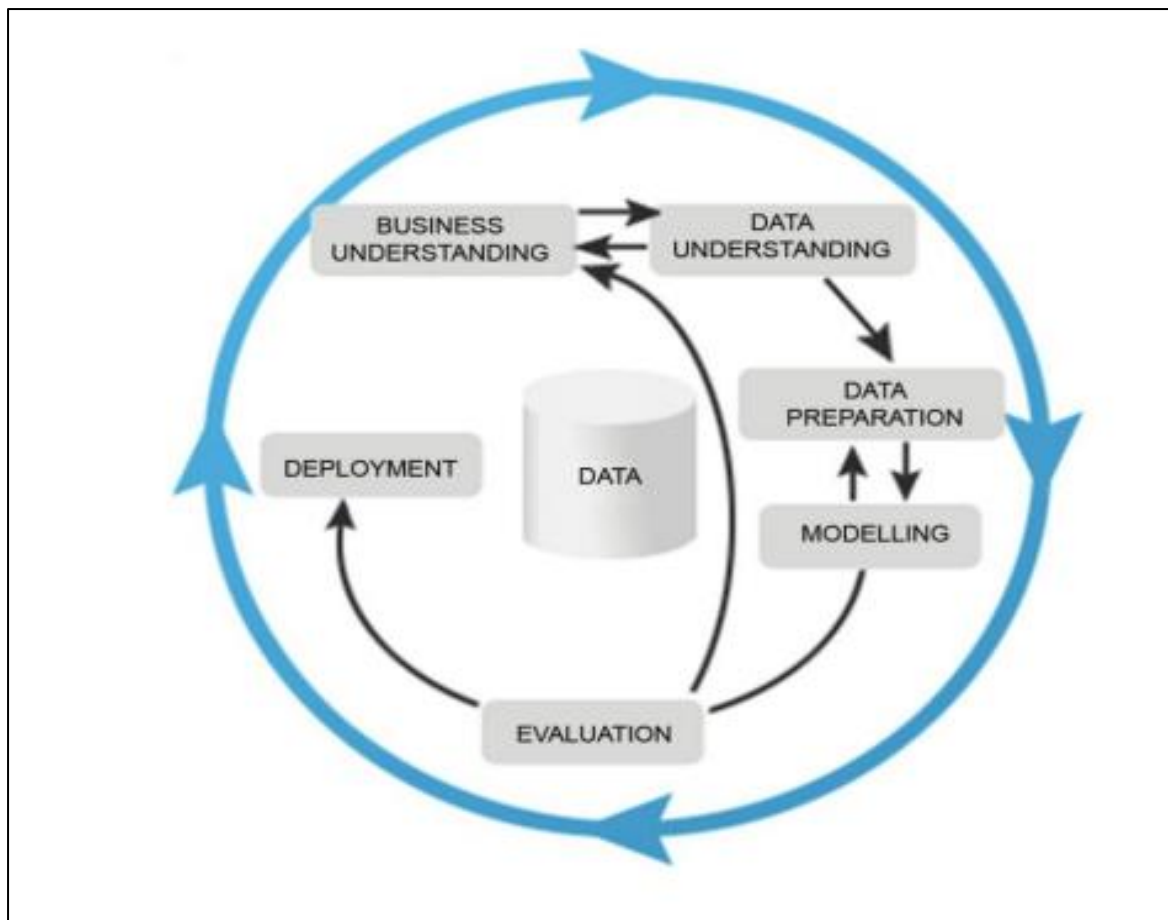 BUSINESS
UNDERSTANDING
DATA
UNDERSTANDING
DATA
PREPARATION
DEPLOYMENT
DATA
MODELLING
EVALUATION